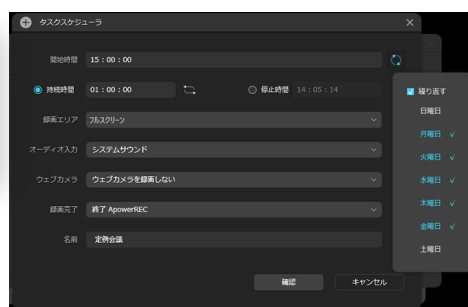 タスクスケジューラ
開始時間 15 : 00 : 00
持続時間 01 : 00 : 00 停止時間 14 : 05 : 14
録画エリア フルスクリーン
オーディオ入力 システムサウンド
ウェブカメラ ウェブカメラを録画しない
録画完了 終了 ApowerREC
名前 定例会議
確認 キャンセル
繰り返す
日曜日
月曜日
火曜日
水曜日
木曜日
金曜日
土曜日